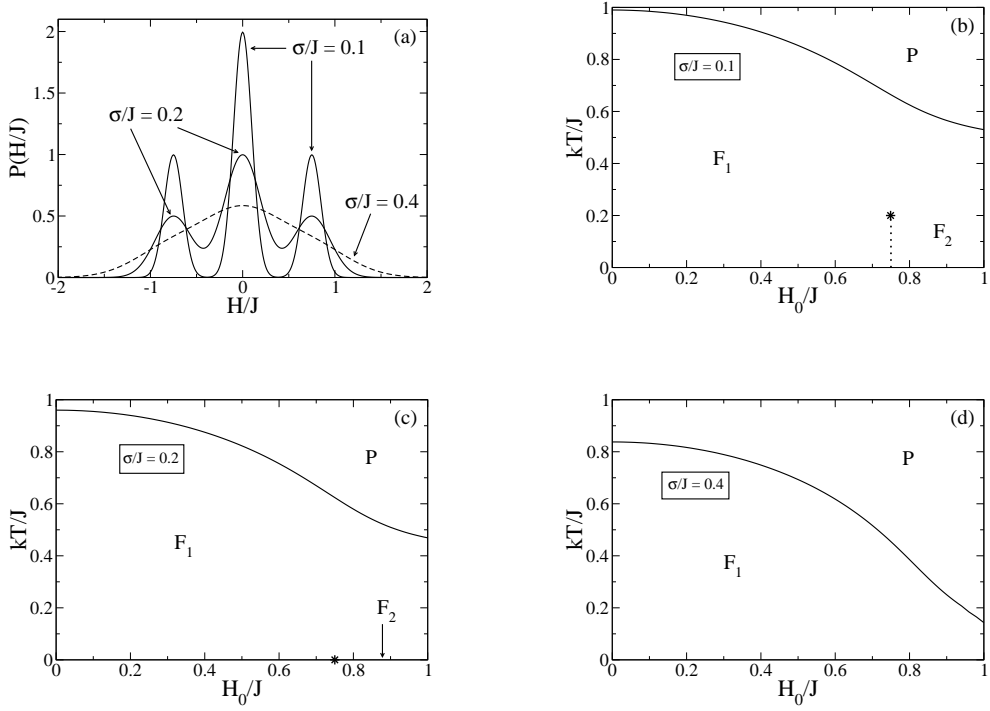 (a)
σ/J = 0.1
σ/J = 0.2
σ/J = 0.4
P(H/J)
2
1.5
1
0.5
0
-2 -1 0 1 2
H/J
(b)
P
σ/J = 0.1
F1
F2
kT/J
1
0.8
0.6
0.4
0.2
0
0 0.2 0.4 0.6 0.8 1
H0/J
(c)
P
σ/J = 0.2
F1
F2
kT/J
1
0.8
0.6
0.4
0.2
0
0 0.2 0.4 0.6 0.8 1
H0/J
(d)
P
σ/J = 0.4
F1
kT/J
1
0.8
0.6
0.4
0.2
0
0 0.2 0.4 0.6 0.8 1
H0/J